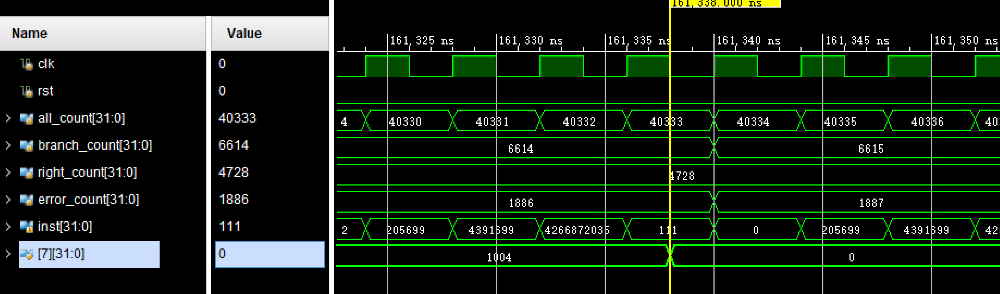 161,338.000 ns
Name Value
161,325 ns 161,330 ns 161,335 ns 161,340 ns 161,345 ns 161,350 ns
clk 0
rst 0
all_count[31:0] 40333 4 40330 40331 40332 40333 40334 40335 40336 40
branch_count[31:0] 6614 6614 6615
right_count[31:0] 4728 4728
error_count[31:0] 1886 1886 1887
inst[31:0] 111 2 205699 4391699 4266872035 111 0 205699 4391699 42
[7][31:0] 0 1004 0